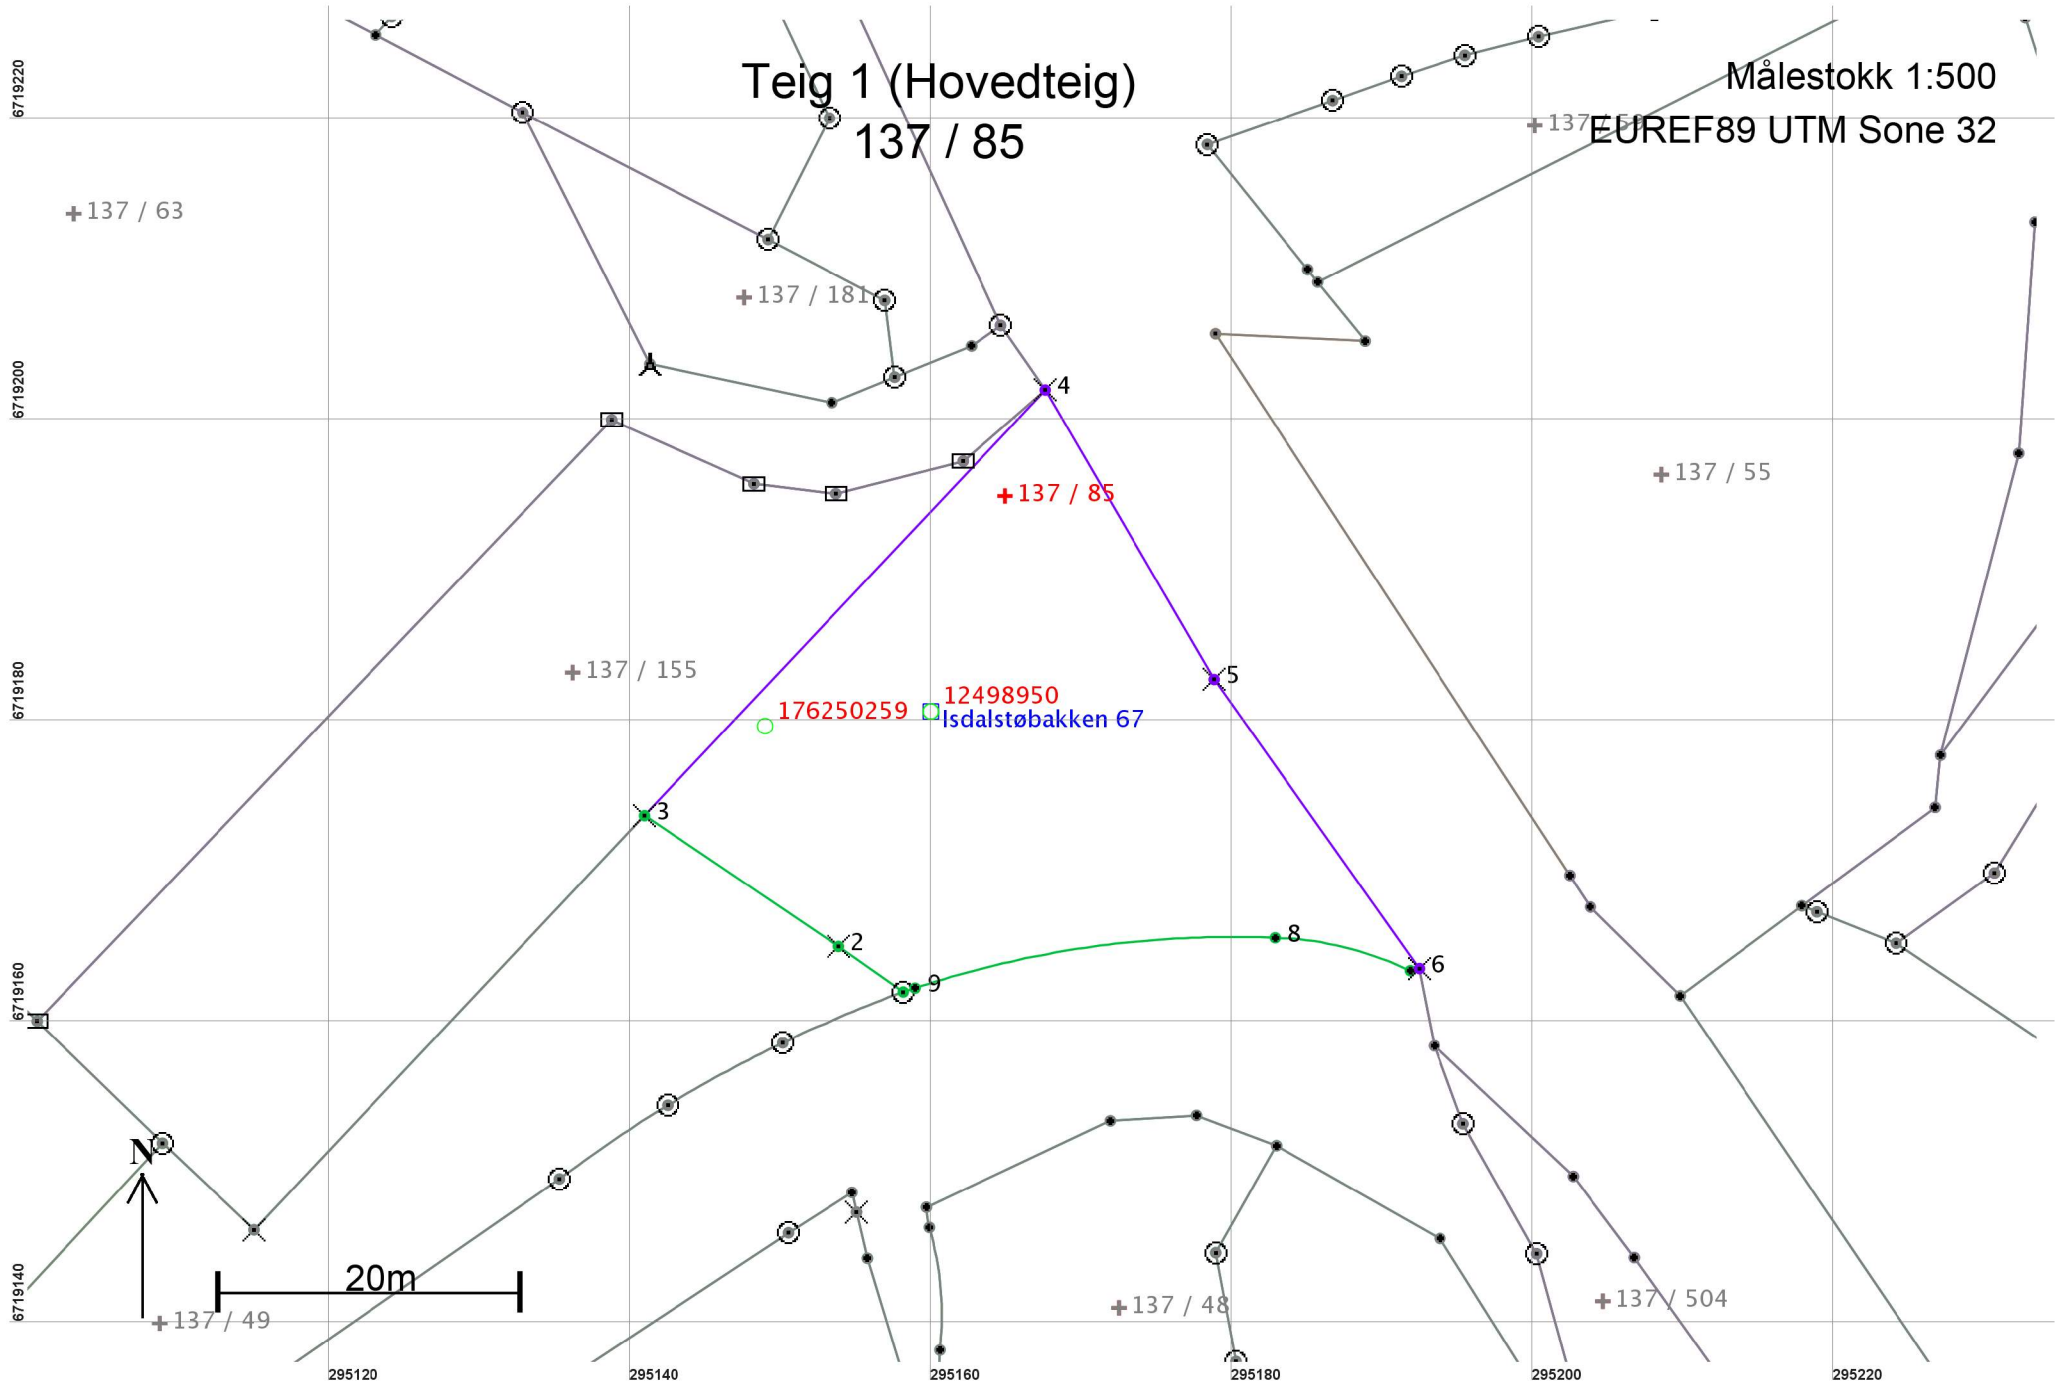 Teig 1 (Hovedteig)
137 / 85
Målestokk 1:500
EUREF89 UTM Sone 32
6719220
6719200
6719180
6719160
6719140
137 / 63
137 / 181
137 / 59
4
137 / 85
137 / 55
5
137 / 155
12498950
176250259
Isdalstøbakken 67
3
2
8
6
9
N
20m
137 / 49
137 / 48
137 / 504
295120
295140
295160
295180
295200
295220